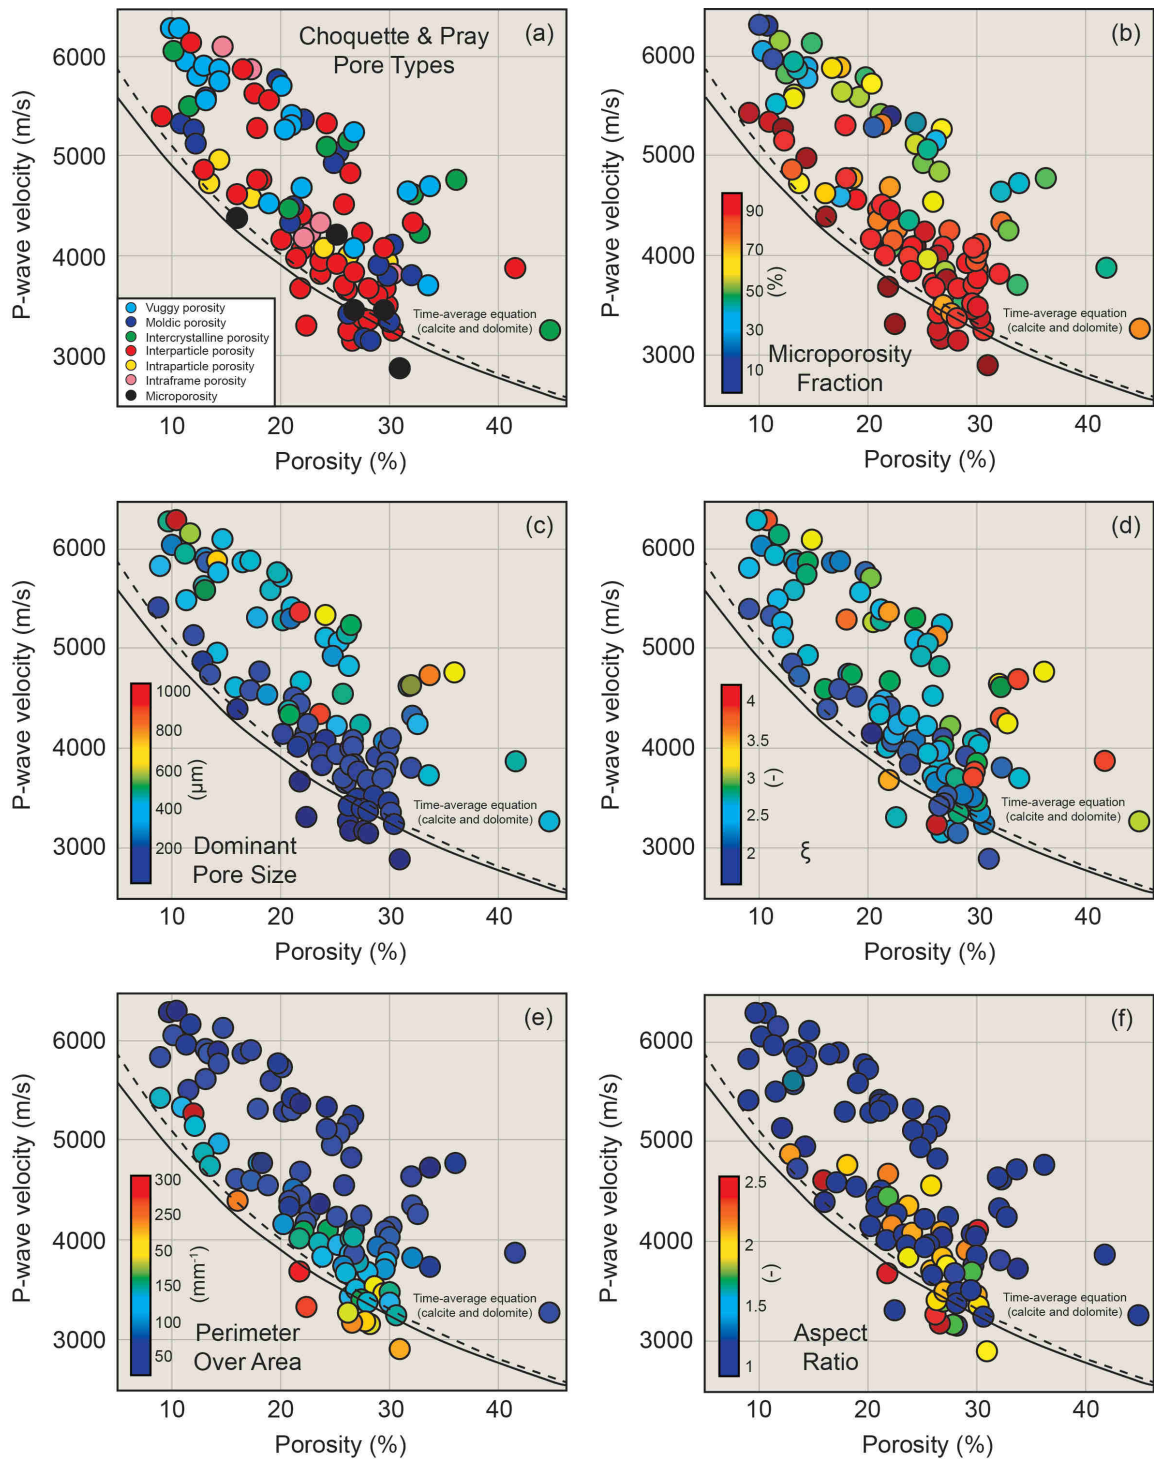 (a)
Choquette & Pray
Pore Types
P-wave velocity (m/s)
6000
5000
4000
3000
Vuggy porosity
Moldic porosity
Intercrystalline porosity
Interparticle porosity
Intraparticle porosity
Intraframe porosity
Microporosity
Time-average equation
(calcite and dolomite)
10 20 30 40
Porosity (%)
(b)
P-wave velocity (m/s)
6000
5000
4000
3000
90
70
50
30
10
(%)
Microporosity
Fraction
Time-average equation
(calcite and dolomite)
10 20 30 40
Porosity (%)
(c)
P-wave velocity (m/s)
6000
5000
4000
3000
1000
800
600
400
200
(µm)
Dominant
Pore Size
Time-average equation
(calcite and dolomite)
10 20 30 40
Porosity (%)
(d)
P-wave velocity (m/s)
6000
5000
4000
3000
4
3.5
3
2.5
2
(-)
ξ
Time-average equation
(calcite and dolomite)
10 20 30 40
Porosity (%)
(e)
P-wave velocity (m/s)
6000
5000
4000
3000
300
250
50
150
100
50
(mm⁻¹)
Perimeter
Over Area
Time-average equation
(calcite and dolomite)
10 20 30 40
Porosity (%)
(f)
P-wave velocity (m/s)
6000
5000
4000
3000
2.5
2
1.5
1
(-)
Aspect
Ratio
Time-average equation
(calcite and dolomite)
10 20 30 40
Porosity (%)